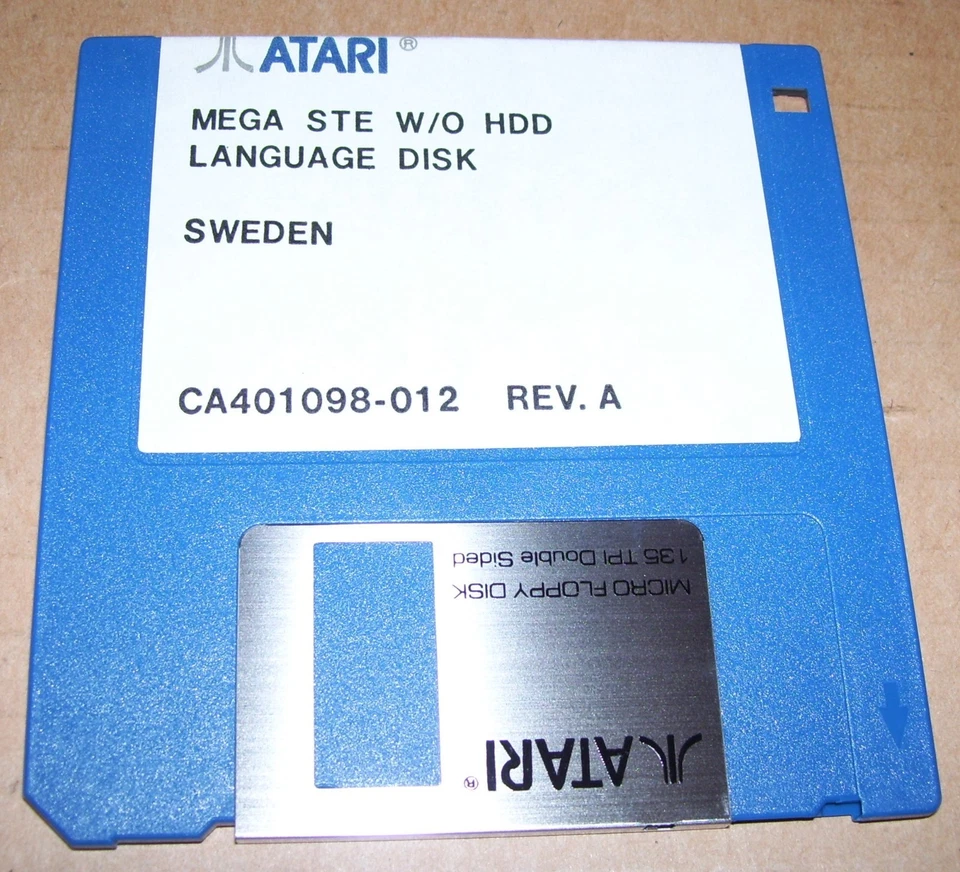 ATARI ®
MEGA STE W/O HDD
LANGUAGE DISK
SWEDEN
CA401098-012 REV. A
ATARI ®
MICRO FLOPPY DISK
135 TPI Double Sided